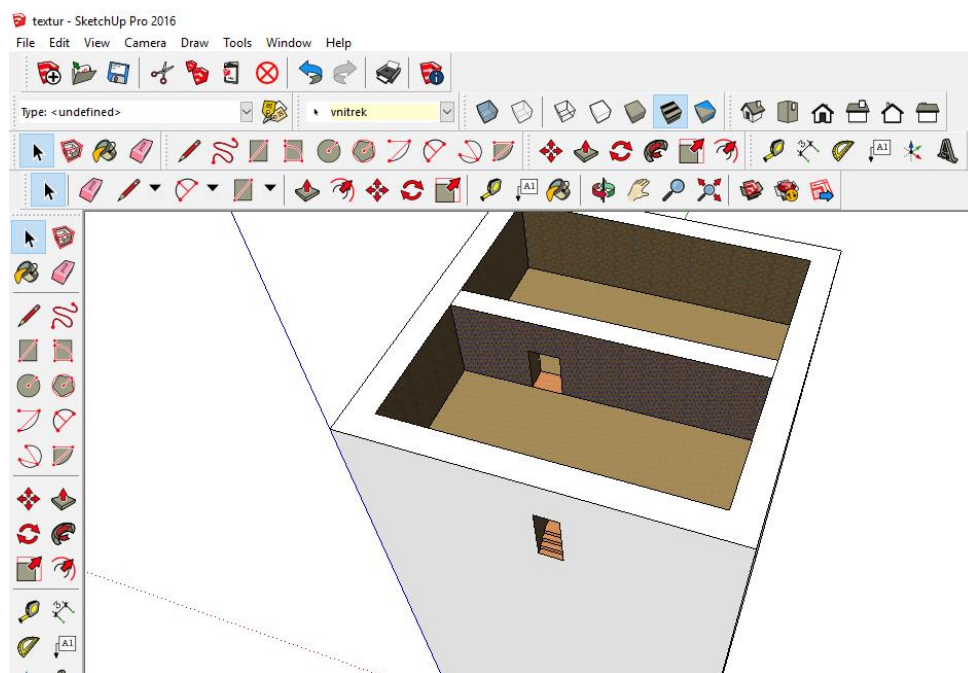 textur - SketchUp Pro 2016
File Edit View Camera Draw Tools Window Help
Type: <undefined> vnitrek
A1
A1
A1